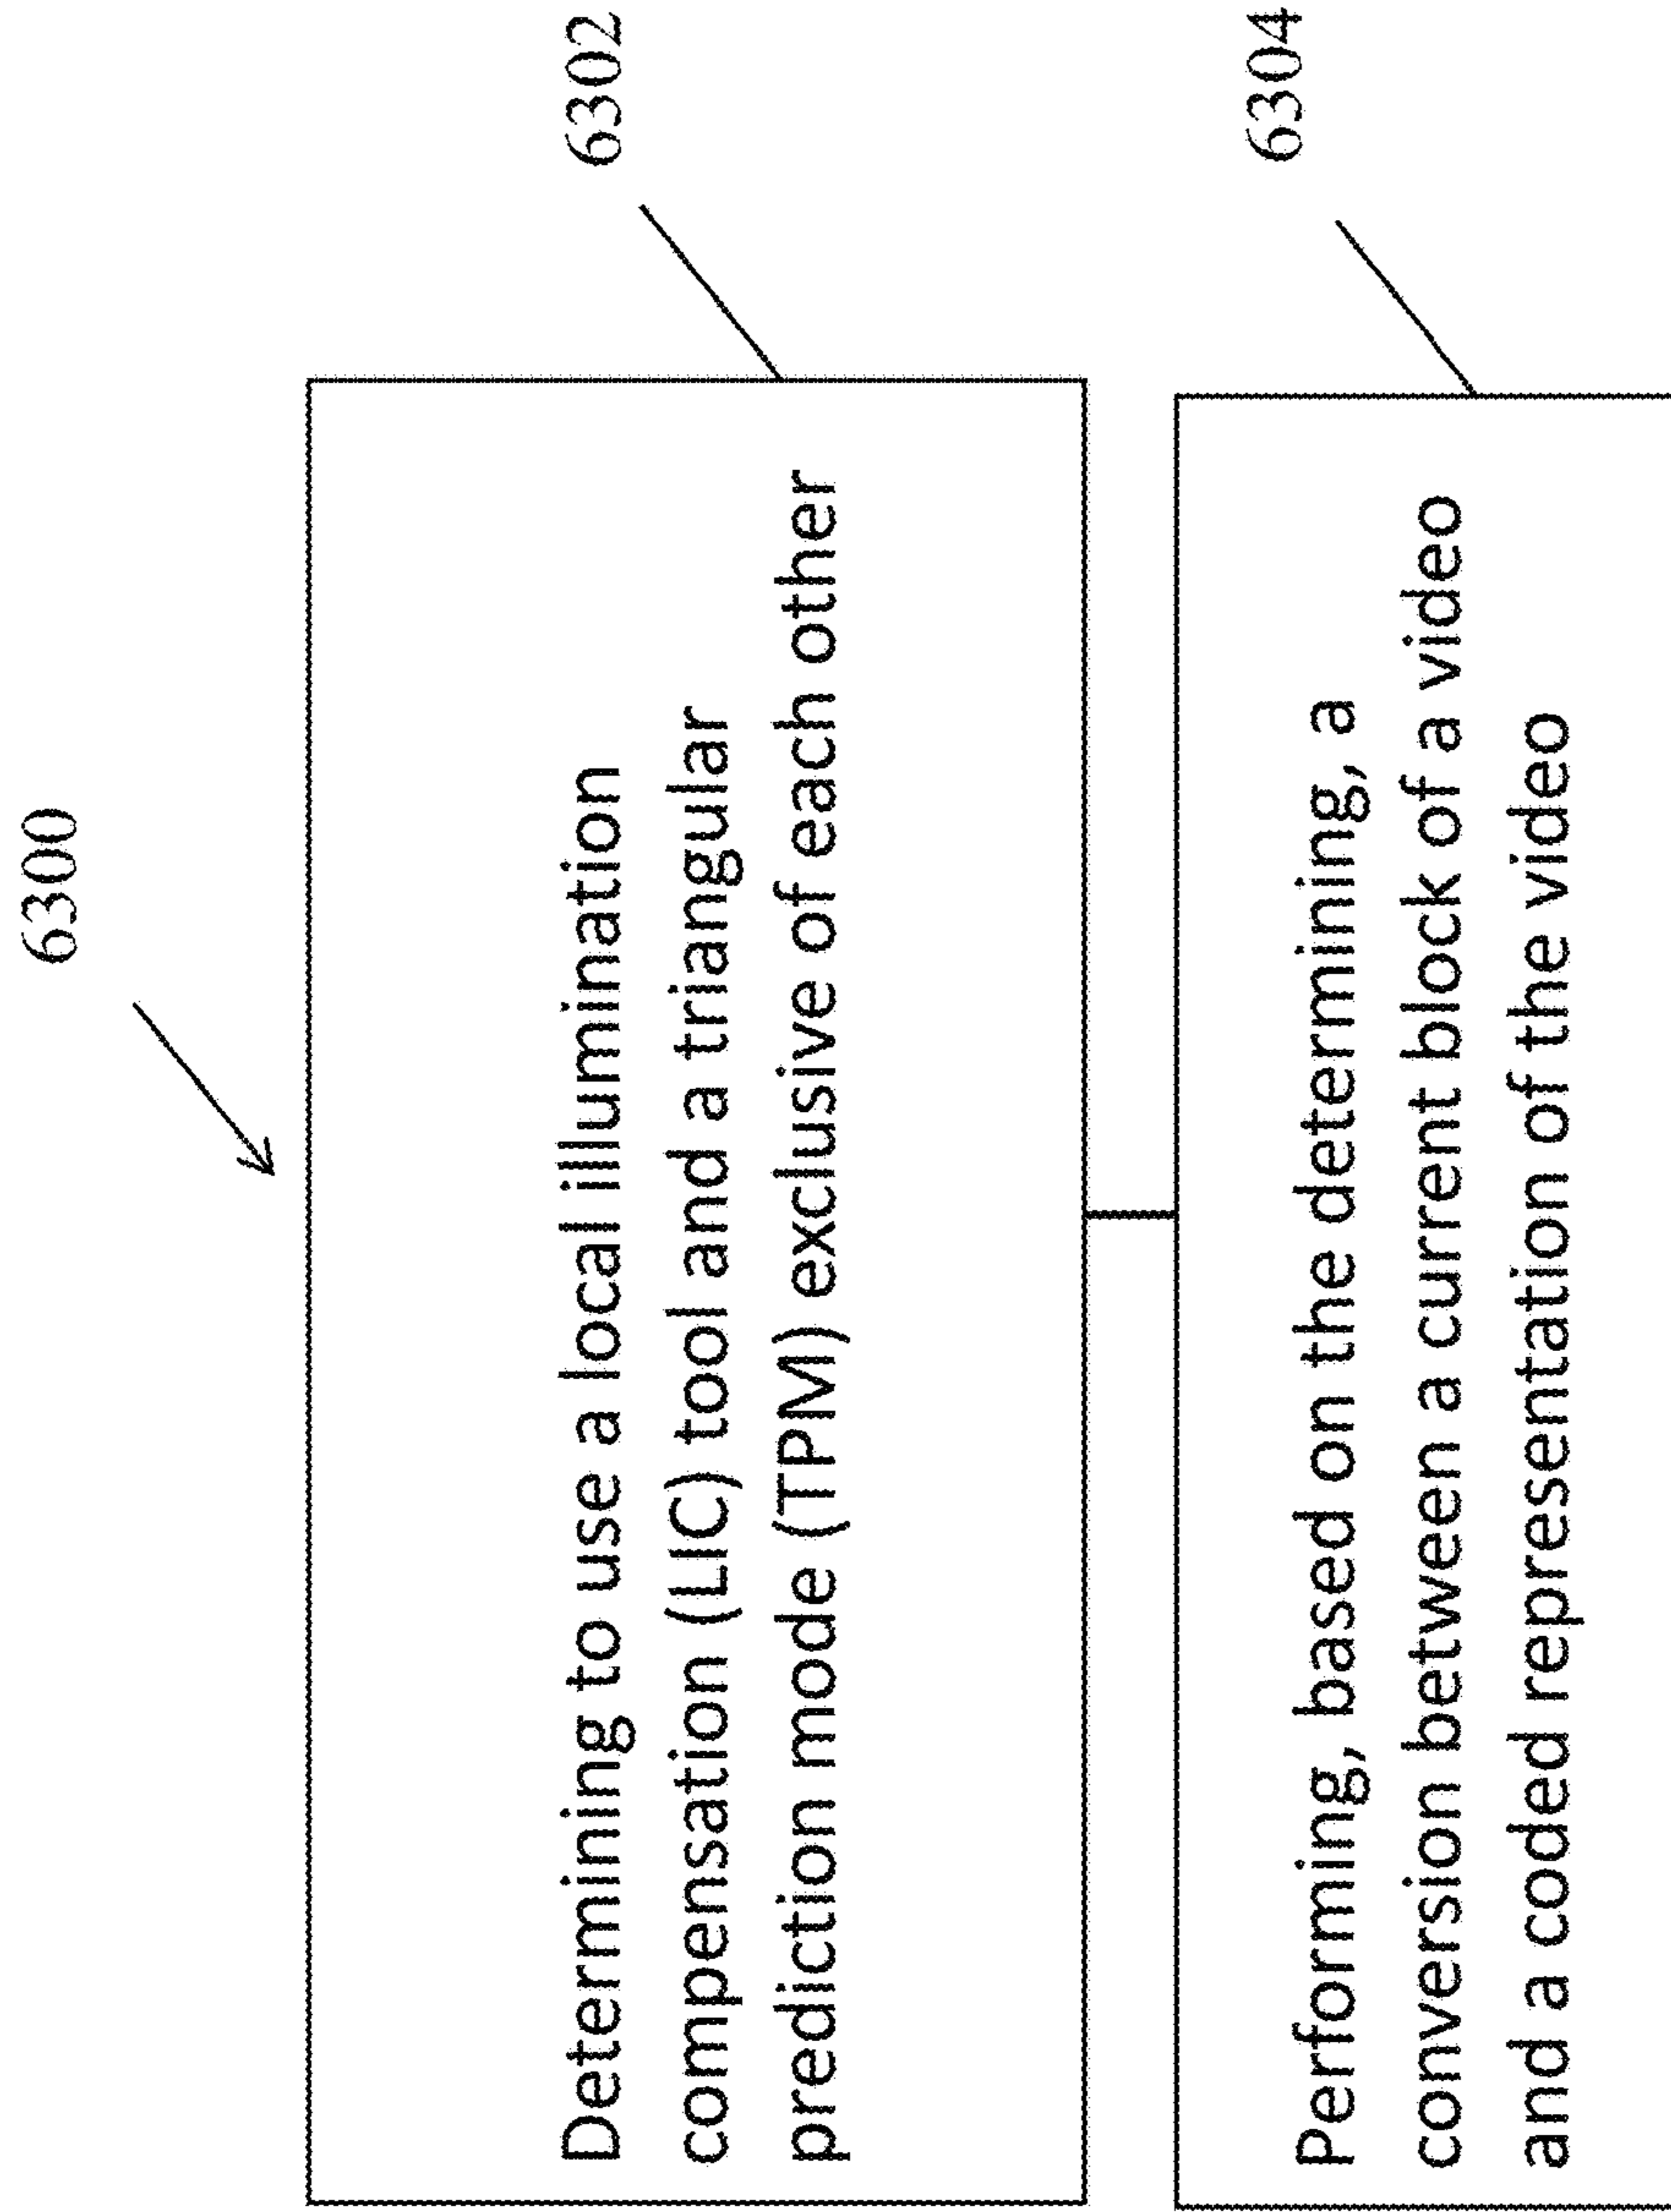 6300
Determining to use a local illumination
compensation (LIC) tool and a triangular
prediction mode (TPM) exclusive of each other
6302
Performing, based on the determining, a
conversion between a current block of a video
and a coded representation of the video
6304